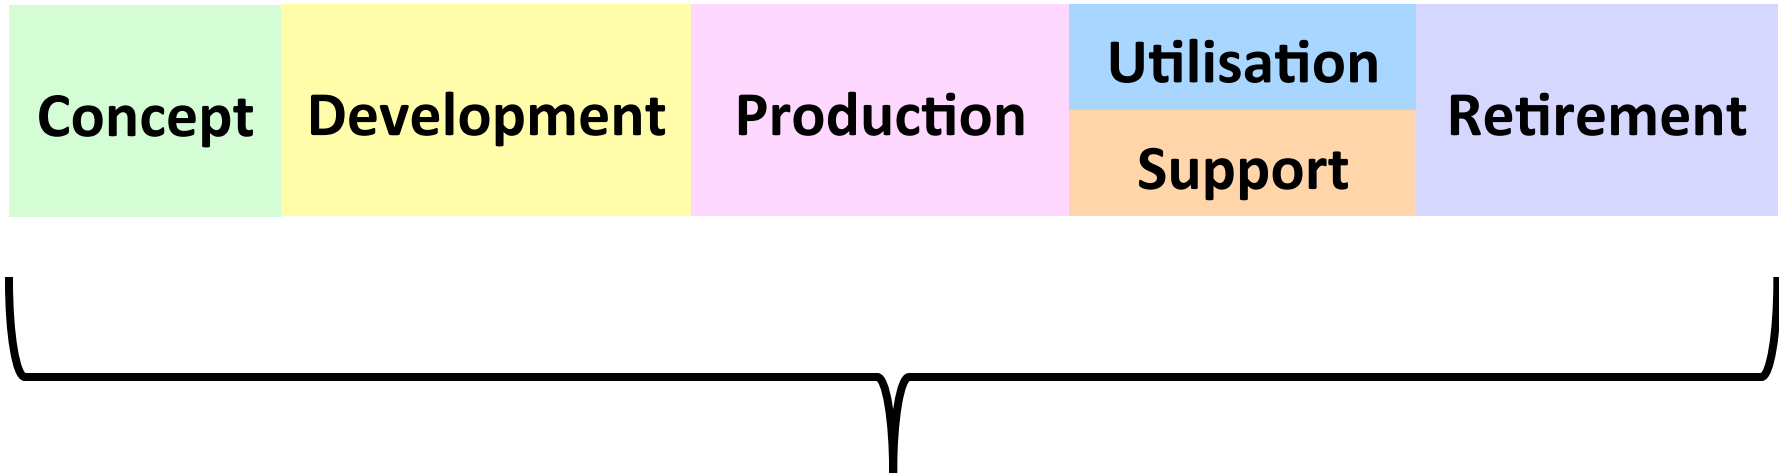 Concept
Development
Production
Utilisation
Support
Retirement